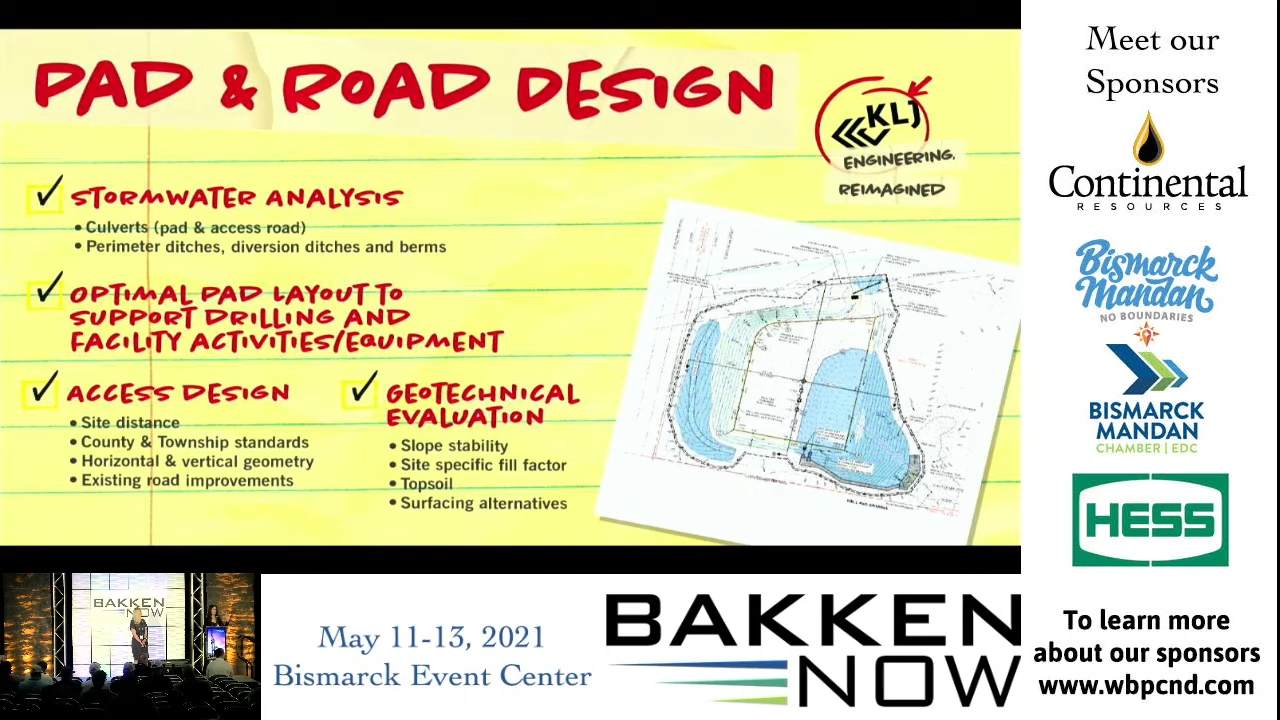 PAD & ROAD DESIGN
KLJ
ENGINEERING,
REIMAGINED
STORMWATER ANALYSIS
• Culverts (pad & access road)
• Perimeter ditches, diversion ditches and berms
OPTIMAL PAD LAYOUT TO
SUPPORT DRILLING AND
FACILITY ACTIVITIES/EQUIPMENT
ACCESS DESIGN
• Site distance
• County & Township standards
• Horizontal & vertical geometry
• Existing road improvements
GEOTECHNICAL
EVALUATION
• Slope stability
• Site specific fill factor
• Topsoil
• Surfacing alternatives
Meet our
Sponsors
Continental
RESOURCES
Bismarck
Mandan
NO BOUNDARIES
BISMARCK
MANDAN
CHAMBER | EDC
HESS
To learn more
about our sponsors
www.wbpcnd.com
BAKKEN
NOW
May 11-13, 2021
Bismarck Event Center
BAKKEN
NOW